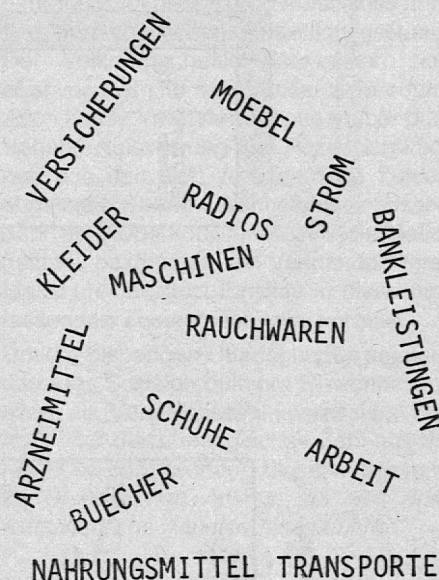 VERSICHERUNGEN
MOEBEL
STROM
RADIOS
KLEIDER
MASCHINEN
BANKLEISTUNGEN
RAUCHWAREN
ARZNEIMITTEL
SCHUHE
ARBEIT
BUECHER
NAHRUNGSMITTEL TRANSPORTE